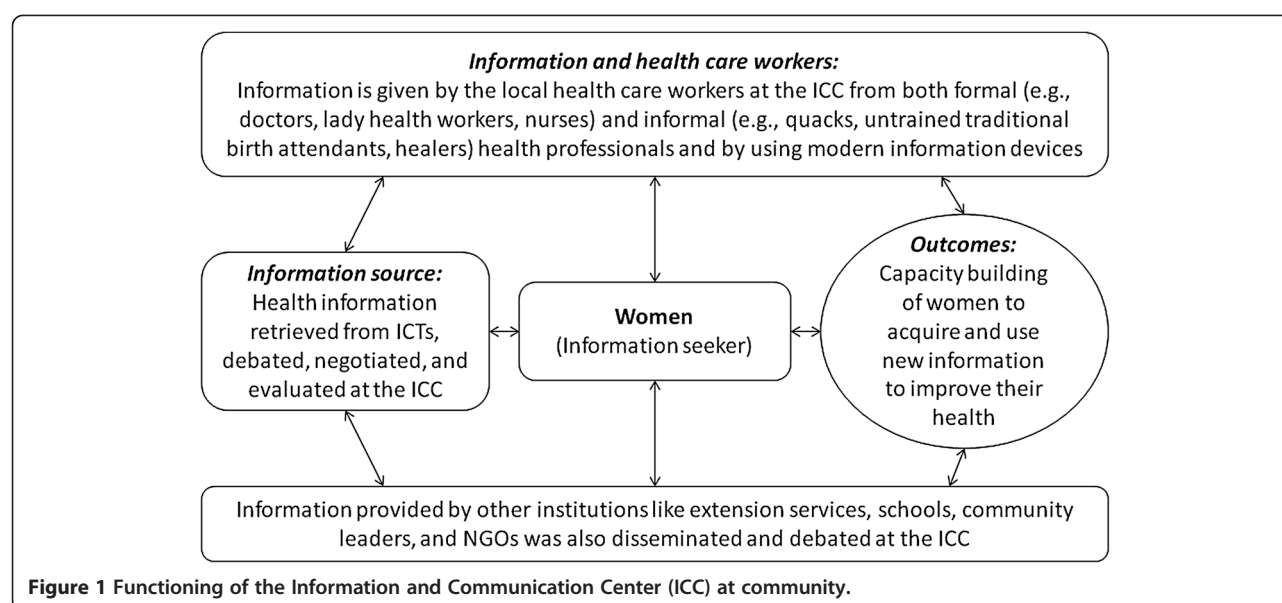 Information and health care workers:
Information is given by the local health care workers at the ICC from both formal (e.g.,
doctors, lady health workers, nurses) and informal (e.g., quacks, untrained traditional
birth attendants, healers) health professionals and by using modern information devices
Information source:
Health information
retrieved from ICTs,
debated, negotiated, and
evaluated at the ICC
Women
(Information seeker)
Outcomes:
Capacity building
of women to
acquire and use
new information
to improve their
health
Information provided by other institutions like extension services, schools, community
leaders, and NGOs was also disseminated and debated at the ICC
Figure 1 Functioning of the Information and Communication Center (ICC) at community.